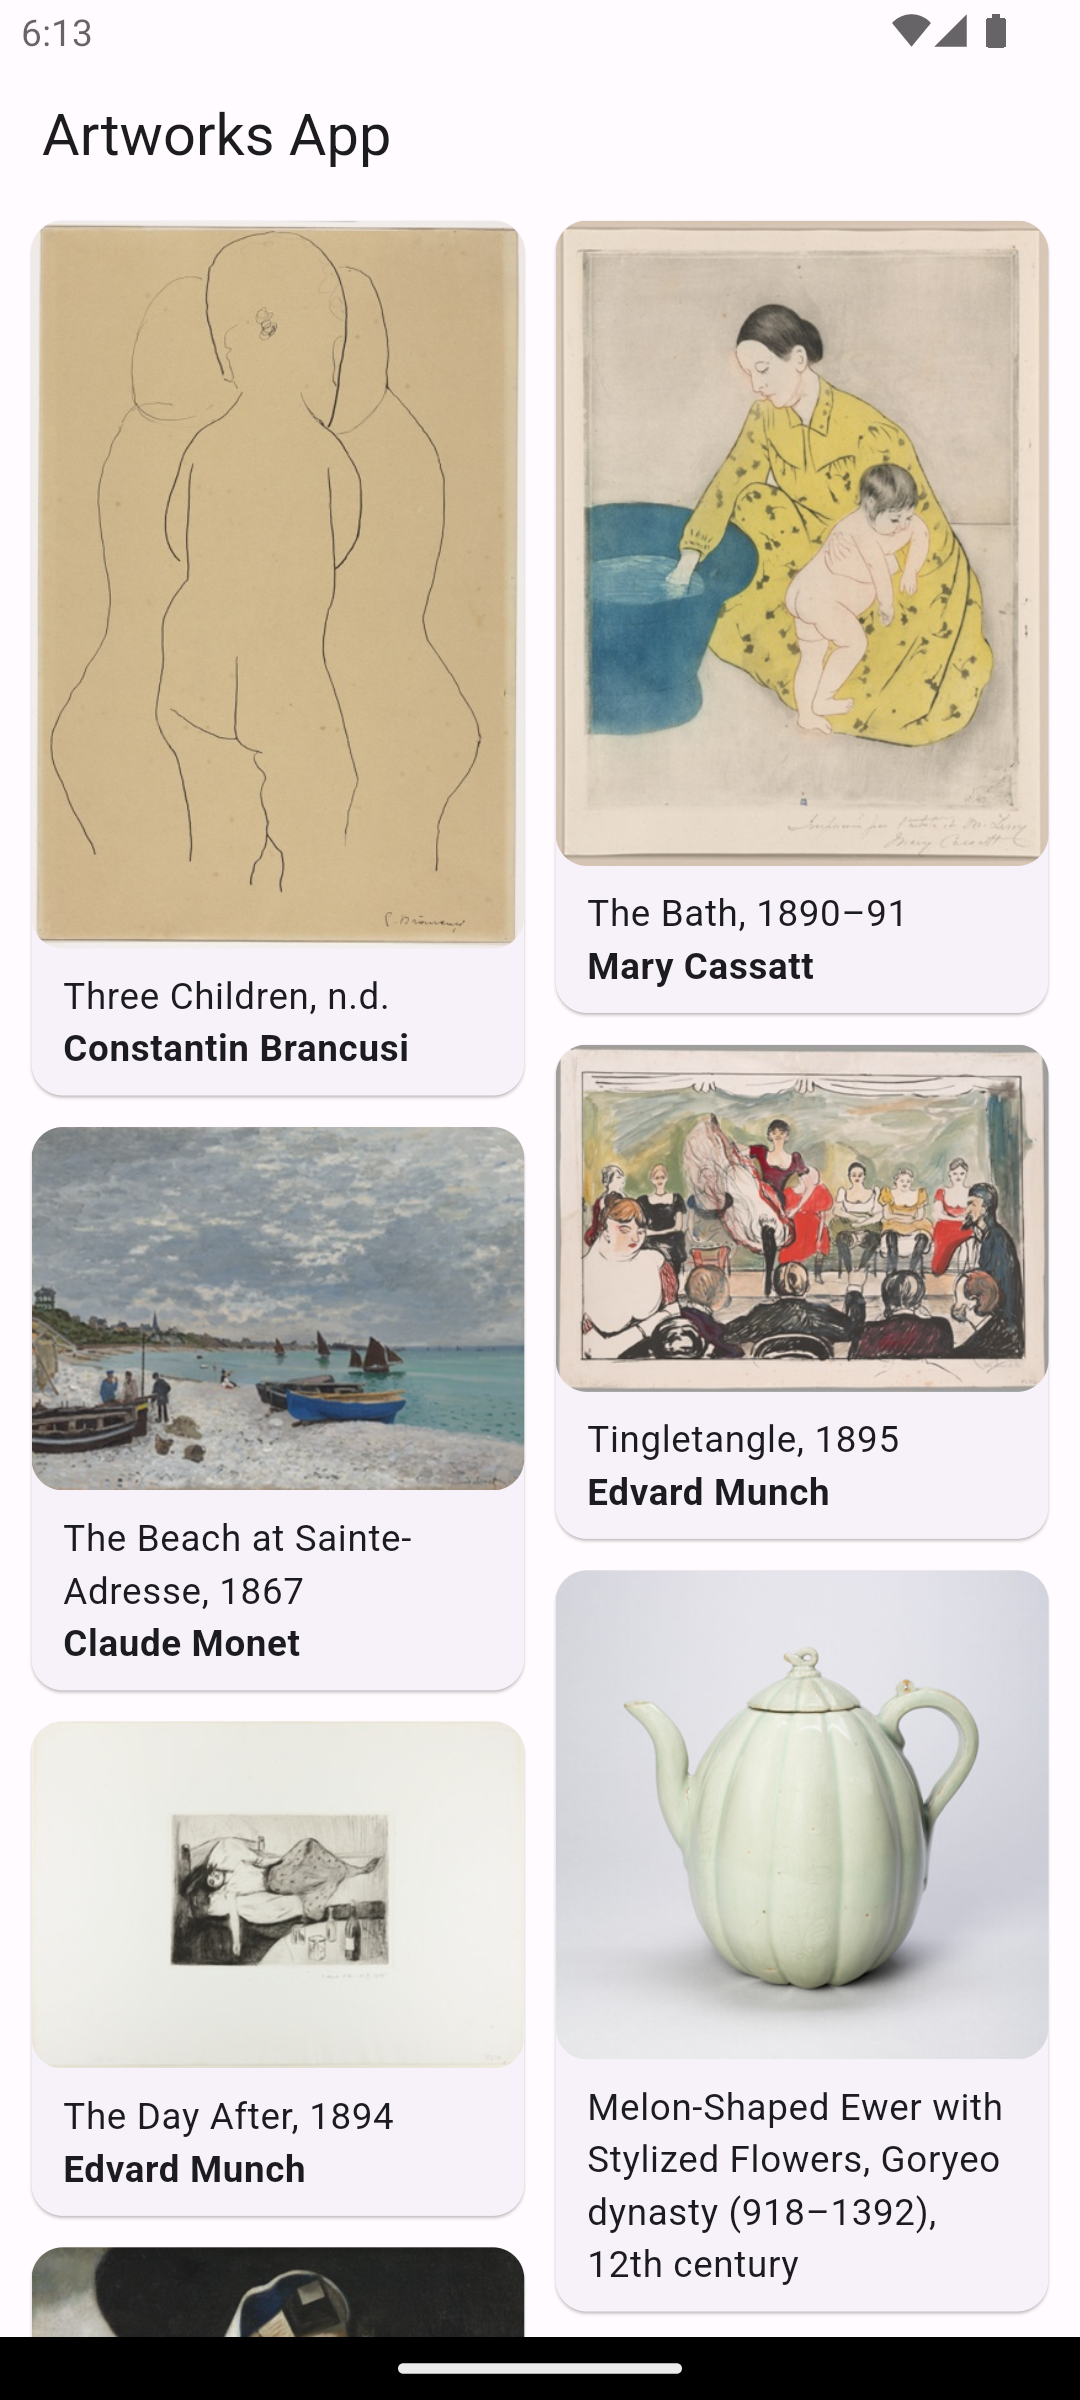 6:13
Artworks App
Three Children, n.d.
Constantin Brancusi
The Bath, 1890–91
Mary Cassatt
The Beach at Sainte-
Adresse, 1867
Claude Monet
Tingletangle, 1895
Edvard Munch
The Day After, 1894
Edvard Munch
Melon-Shaped Ewer with
Stylized Flowers, Goryeo
dynasty (918–1392),
12th century